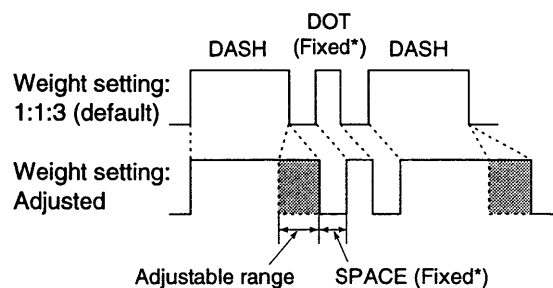 DOT
DASH (Fixed*) DASH
Weight setting:
1:1:3 (default)
Weight setting:
Adjusted
Adjustable range SPACE (Fixed*)